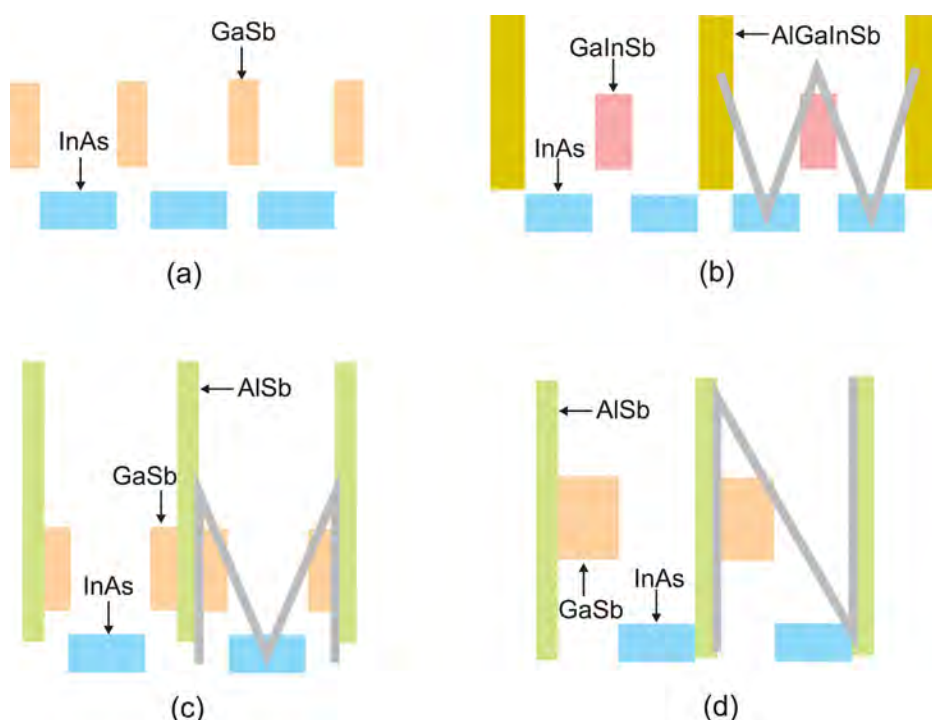 GaSb
InAs
(a)
GaInSb
AlGaInSb
InAs
(b)
AlSb
GaSb
InAs
(c)
AlSb
InAs
GaSb
(d)